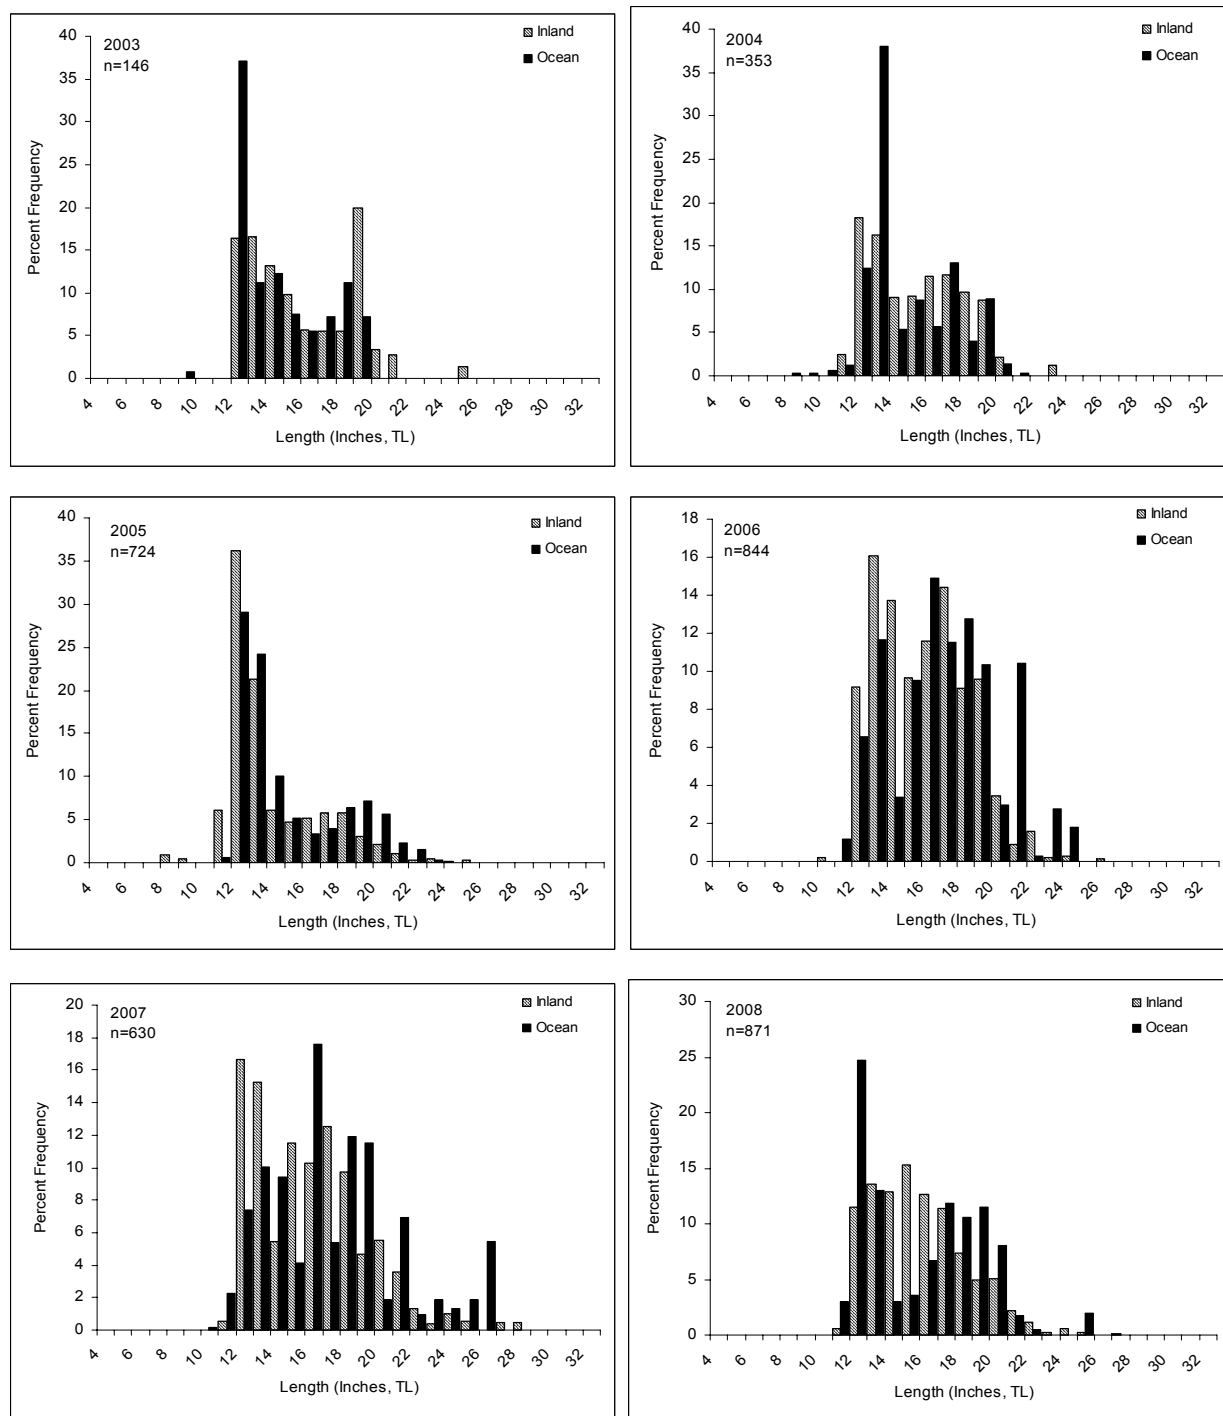 2003
n=146
Inland
Ocean
Percent Frequency
40
35
30
25
20
15
10
5
0
4 6 8 10 12 14 16 18 20 22 24 26 28 30 32
Length (Inches, TL)
2004
n=353
Inland
Ocean
Percent Frequency
40
35
30
25
20
15
10
5
0
4 6 8 10 12 14 16 18 20 22 24 26 28 30 32
Length (Inches, TL)
2005
n=724
Inland
Ocean
Percent Frequency
40
35
30
25
20
15
10
5
0
4 6 8 10 12 14 16 18 20 22 24 26 28 30 32
Length (Inches, TL)
2006
n=844
Inland
Ocean
Percent Frequency
18
16
14
12
10
8
6
4
2
0
4 6 8 10 12 14 16 18 20 22 24 26 28 30 32
Length (Inches, TL)
2007
n=630
Inland
Ocean
Percent Frequency
20
18
16
14
12
10
8
6
4
2
0
4 6 8 10 12 14 16 18 20 22 24 26 28 30 32
Length (Inches, TL)
2008
n=871
Inland
Ocean
Percent Frequency
30
25
20
15
10
5
0
4 6 8 10 12 14 16 18 20 22 24 26 28 30 32
Length (Inches, TL)